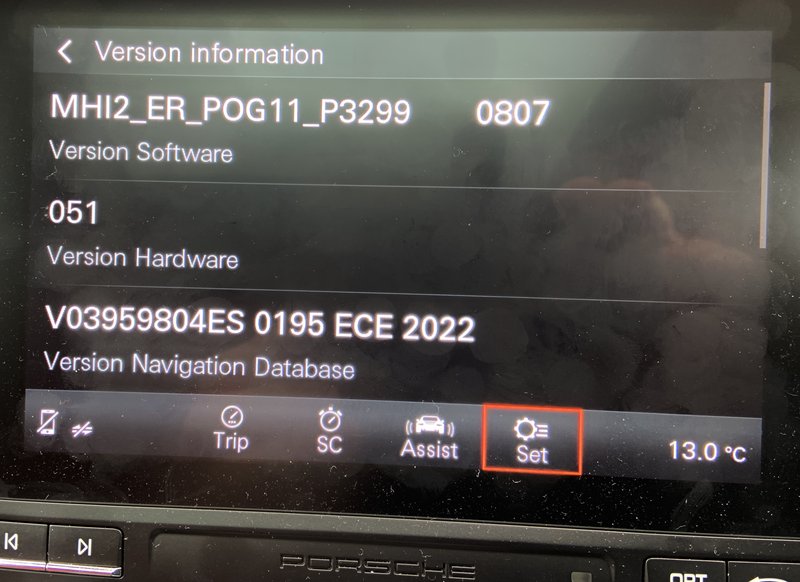 Version information
MHI2_ER_POG11_P3299 0807
Version Software
051
Version Hardware
V03959804ES 0195 ECE 2022
Version Navigation Database
Trip SC Assist Set 13.0 °C
PORSCHE
OPT